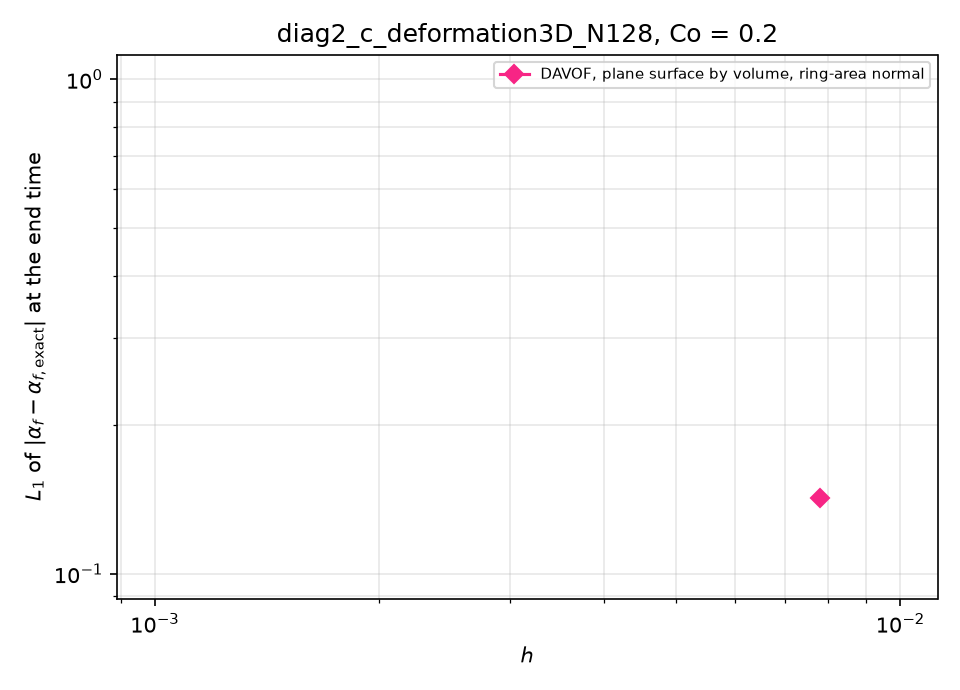 diag2_c_deformation3D_N128, Co = 0.2
DAVOF, plane surface by volume, ring-area normal
L₁ of |α_f − α_{f,exact}| at the end time
10⁰
10⁻¹
10⁻³
10⁻²
h